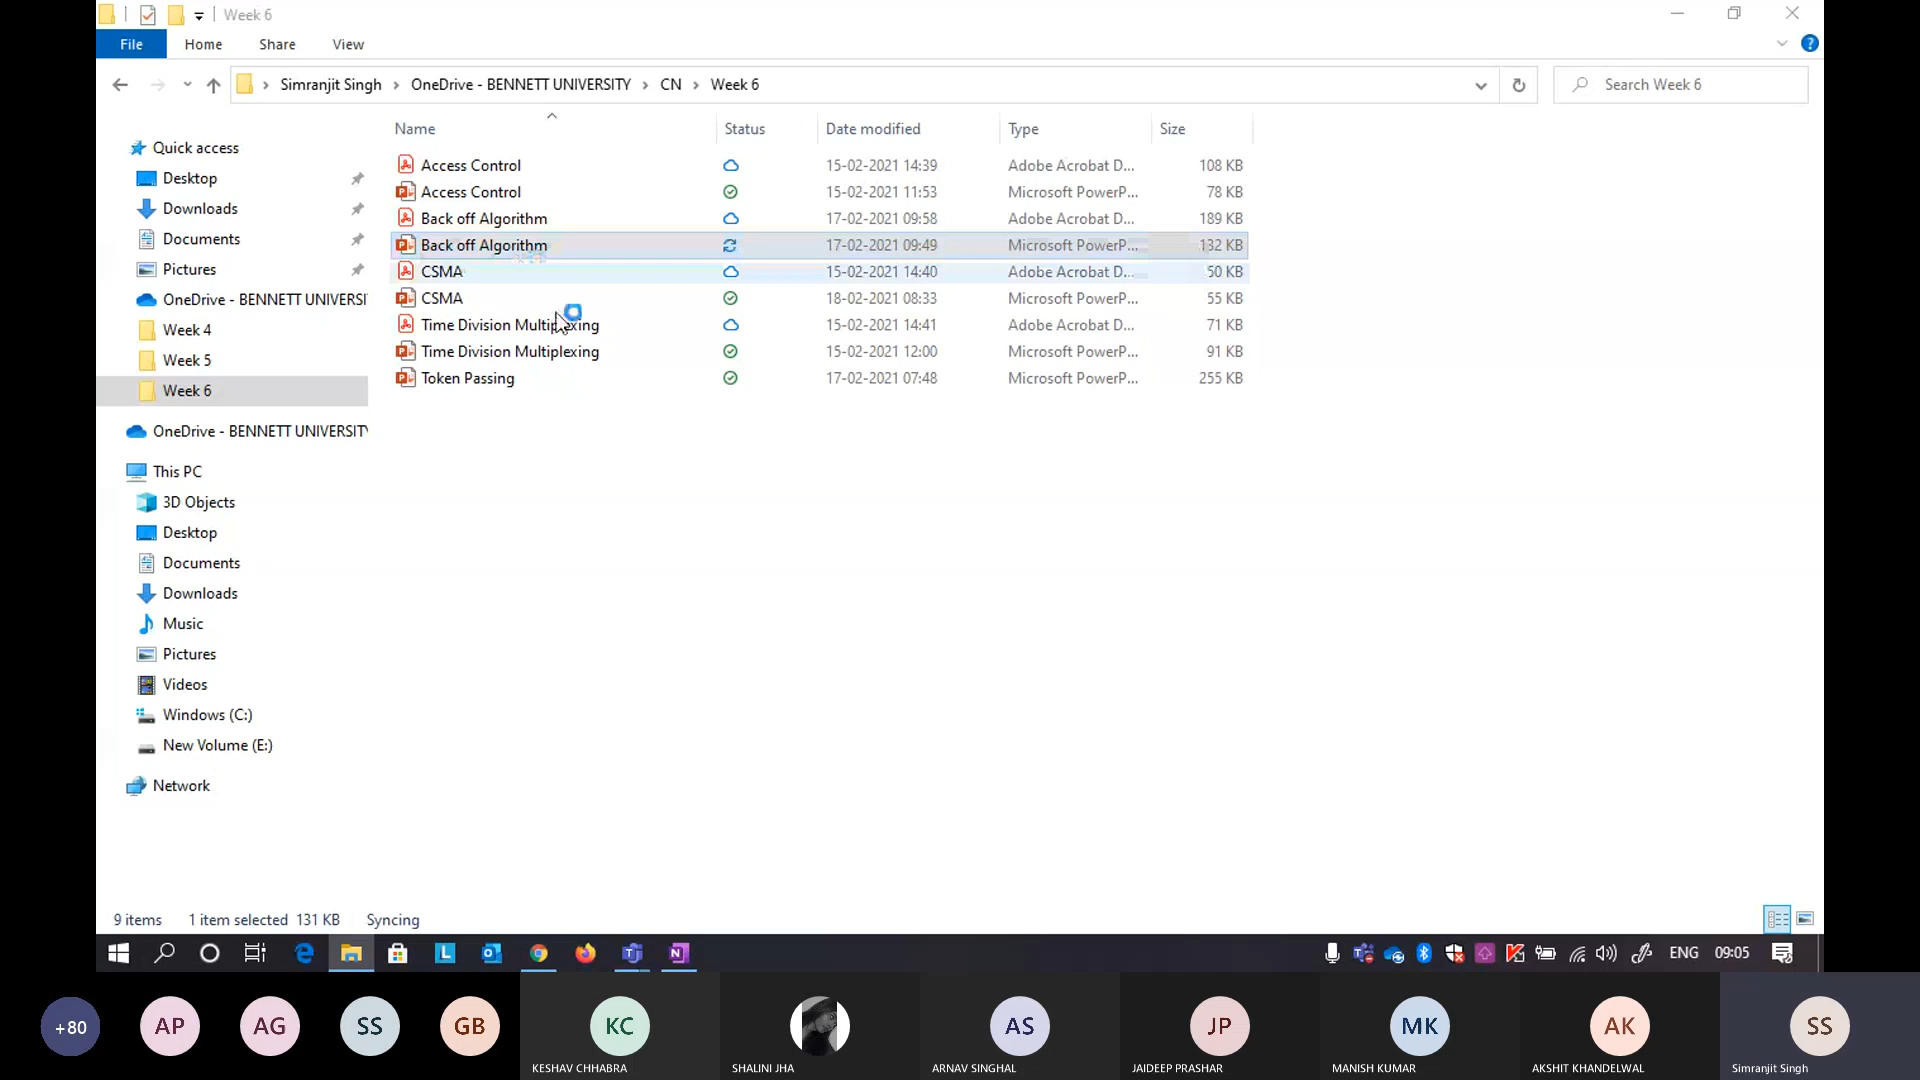 Week 6
File Home Share View
Simranjit Singh OneDrive - BENNETT UNIVERSITY CN Week 6 Search Week 6
Name Status Date modified Type Size
Access Control 15-02-2021 14:39 Adobe Acrobat D... 108 KB
Access Control 15-02-2021 11:53 Microsoft PowerP... 78 KB
Back off Algorithm 17-02-2021 09:58 Adobe Acrobat D... 189 KB
Back off Algorithm 17-02-2021 09:49 Microsoft PowerP... 132 KB
CSMA 15-02-2021 14:40 Adobe Acrobat D... 50 KB
CSMA 18-02-2021 08:33 Microsoft PowerP... 55 KB
Time Division Multiplexing 15-02-2021 14:41 Adobe Acrobat D... 71 KB
Time Division Multiplexing 15-02-2021 12:00 Microsoft PowerP... 91 KB
Token Passing 17-02-2021 07:48 Microsoft PowerP... 255 KB
Quick access
Desktop
Downloads
Documents
Pictures
OneDrive - BENNETT UNIVERSI
Week 4
Week 5
Week 6
OneDrive - BENNETT UNIVERSITY
This PC
3D Objects
Desktop
Documents
Downloads
Music
Pictures
Videos
Windows (C:)
New Volume (E:)
Network
9 items 1 item selected 131 KB Syncing
ENG 09:05
+80 AP AG SS GB KC AS JP MK AK SS
KESHAV CHHABRA SHALINI JHA ARNAV SINGHAL JAIDEEP PRASHAR MANISH KUMAR AKSHIT KHANDELWAL Simranjit Singh